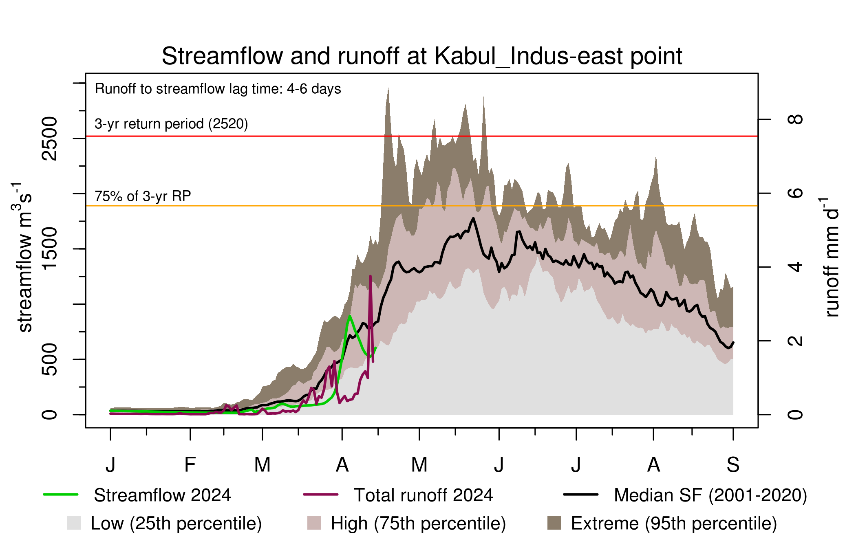 Streamflow and runoff at Kabul_Indus-east point
Runoff to streamflow lag time: 4-6 days
3-yr return period (2520)
75% of 3-yr RP
streamflow m³s⁻¹
0
500
1500
2500
runoff mm d⁻¹
0
2
4
6
8
J F M A M J J A S
Streamflow 2024 Total runoff 2024 Median SF (2001-2020)
Low (25th percentile) High (75th percentile) Extreme (95th percentile)